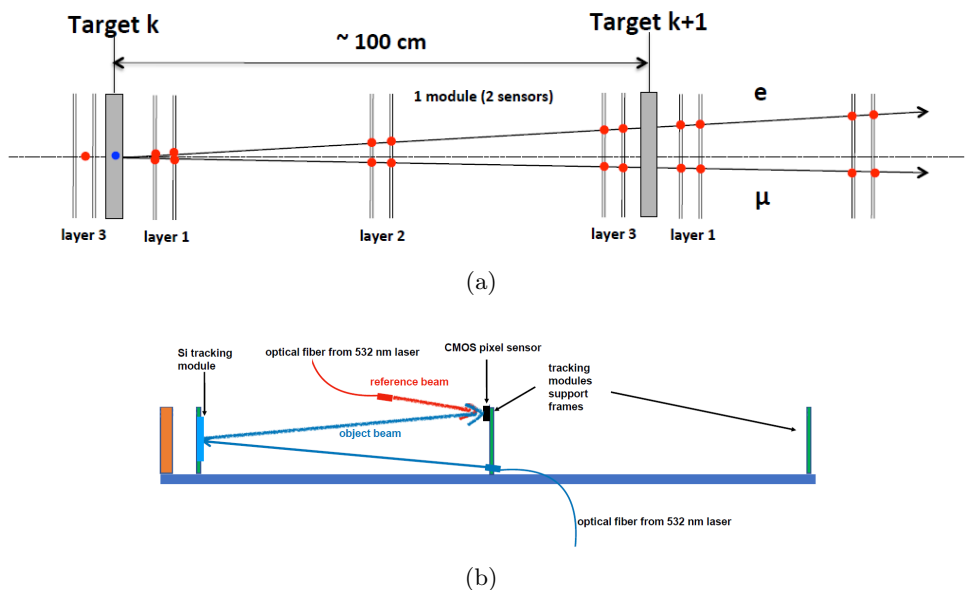 Target k
Target k+1
~ 100 cm
1 module (2 sensors)
e
μ
layer 3
layer 1
layer 2
layer 3
layer 1
(a)
Si tracking
module
optical fiber from 532 nm laser
CMOS pixel sensor
reference beam
tracking
modules
support
frames
object beam
optical fiber from 532 nm laser
(b)